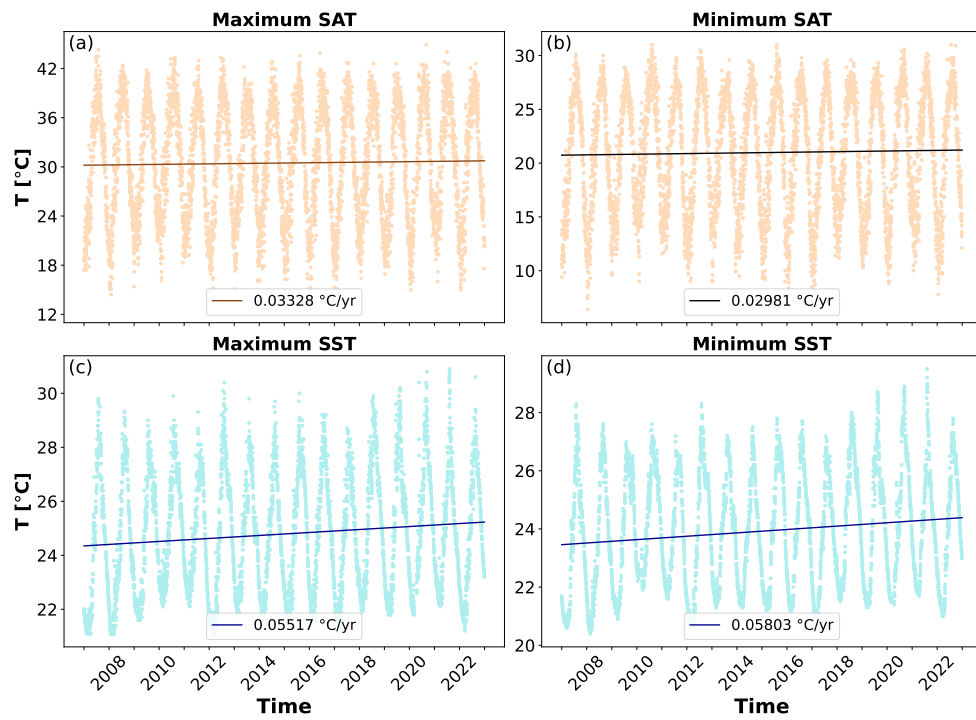 Maximum SAT
Minimum SAT
(a)
(b)
T [°C]
42
36
30
24
18
12
0.03328 °C/yr
30
25
20
15
10
0.02981 °C/yr
Maximum SST
Minimum SST
(c)
(d)
T [°C]
30
28
26
24
22
0.05517 °C/yr
28
26
24
22
20
0.05803 °C/yr
2008
2010
2012
2014
2016
2018
2020
2022
2008
2010
2012
2014
2016
2018
2020
2022
Time
Time